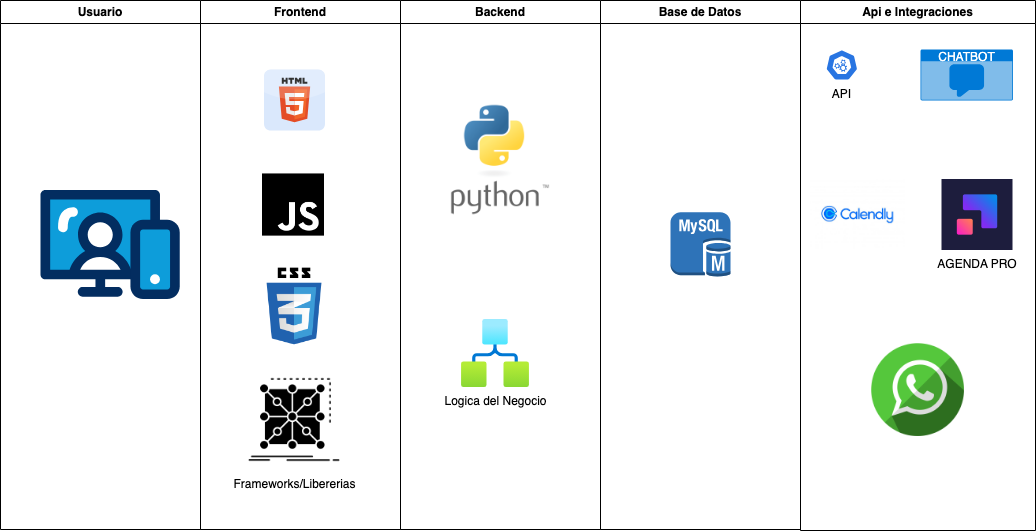 Usuario
Frontend
Backend
Base de Datos
Api e Integraciones
HTML
5
JS
CSS
3
Frameworks/Libererias
python™
Logica del Negocio
MySQL
M
API
CHATBOT
Calendly
AGENDA PRO